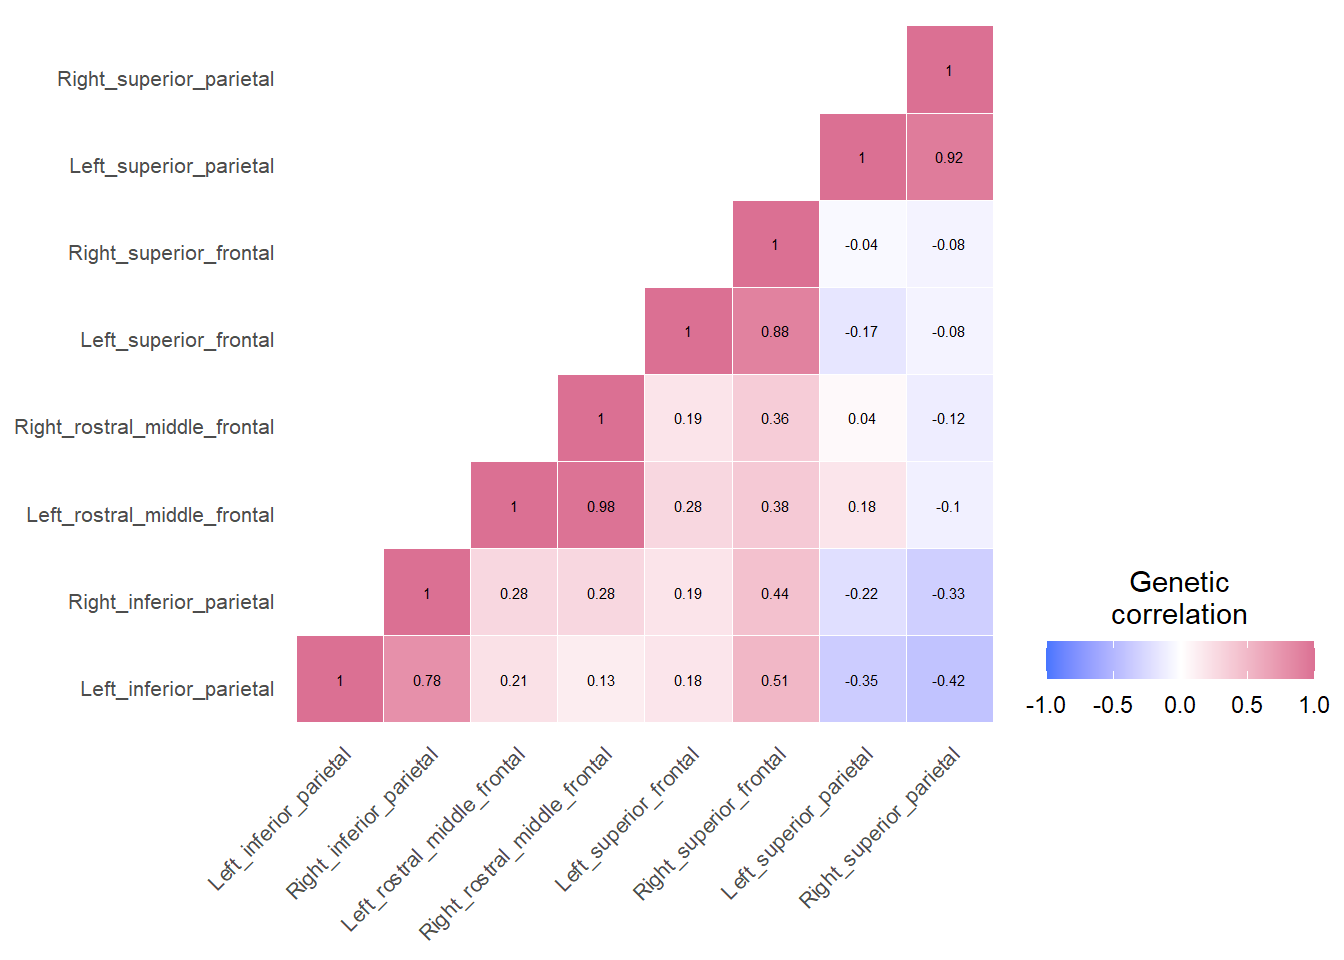 Right_superior_parietal
1
Left_superior_parietal
1 0.92
Right_superior_frontal
1 -0.04 -0.08
Left_superior_frontal
1 0.88 -0.17 -0.08
Right_rostral_middle_frontal
1 0.19 0.36 0.04 -0.12
Left_rostral_middle_frontal
1 0.98 0.28 0.38 0.18 -0.1
Right_inferior_parietal
1 0.28 0.28 0.19 0.44 -0.22 -0.33
Left_inferior_parietal
1 0.78 0.21 0.13 0.18 0.51 -0.35 -0.42
Left_inferior_parietal
Right_inferior_parietal
Left_rostral_middle_frontal
Right_rostral_middle_frontal
Left_superior_frontal
Right_superior_frontal
Left_superior_parietal
Right_superior_parietal
Genetic
correlation
-1.0 -0.5 0.0 0.5 1.0